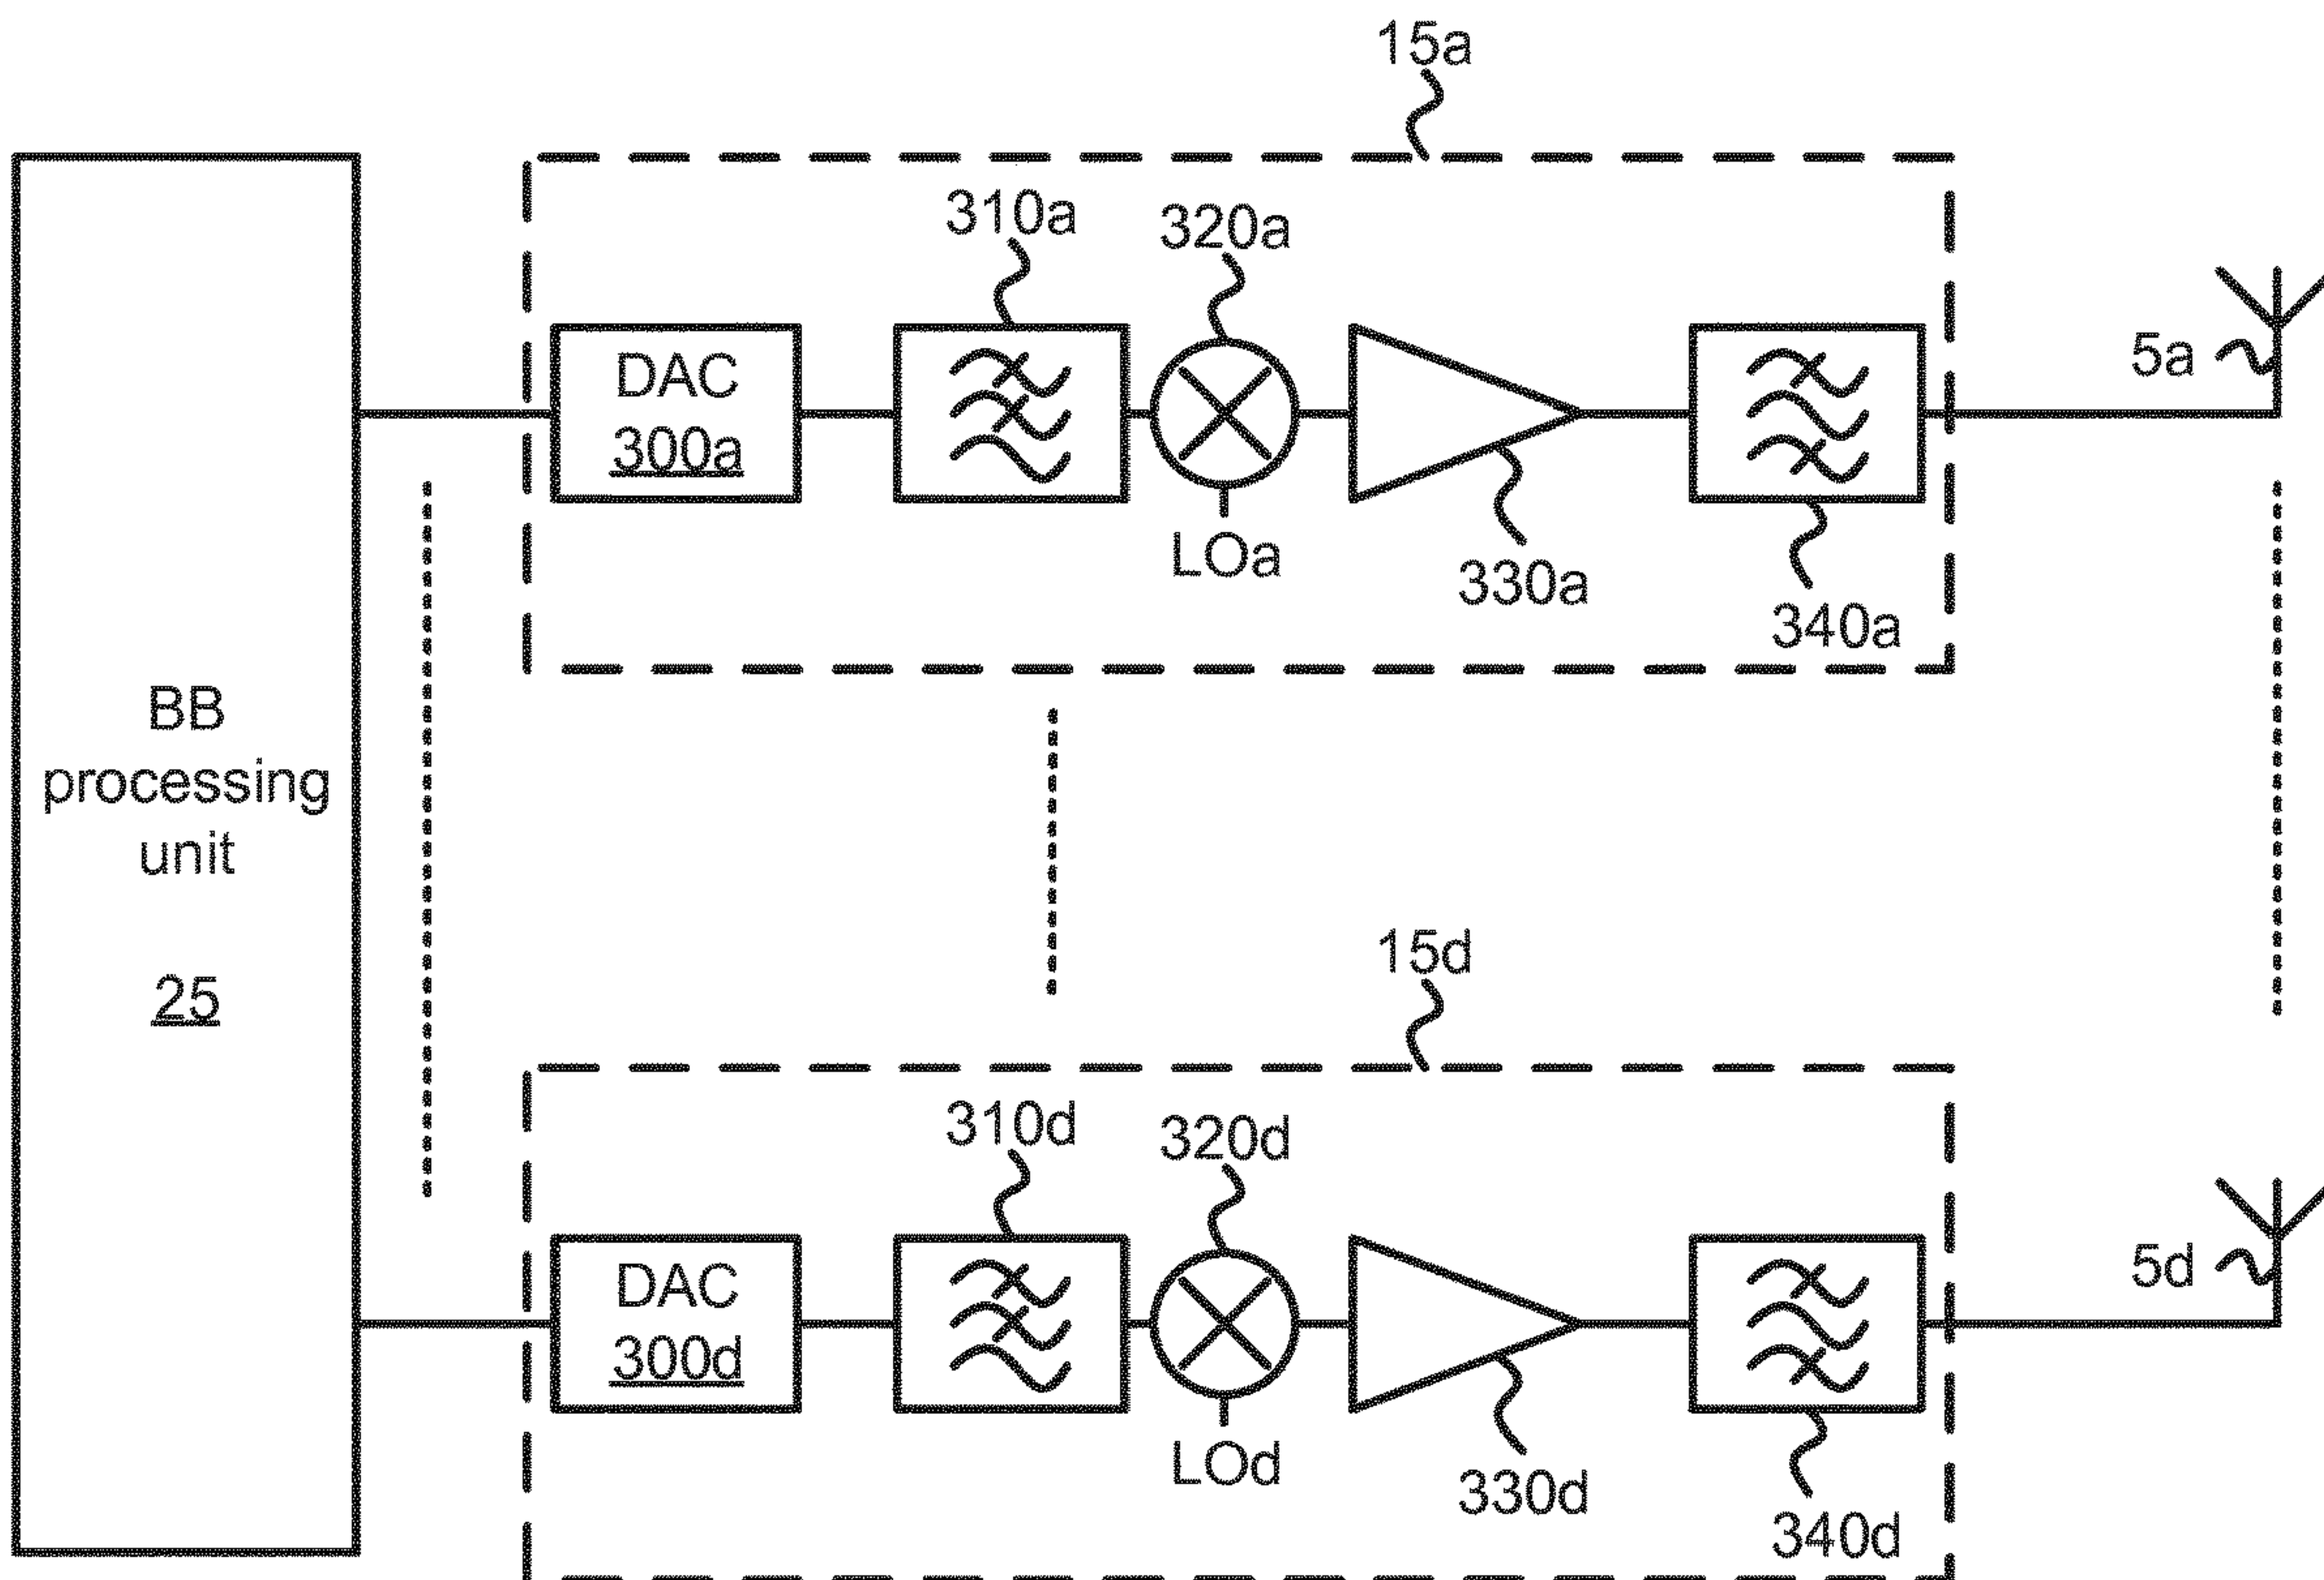 15a
310a
320a
DAC
300a
5a
LOa
330a
340a
BB
processing
unit
25
15d
310d
320d
DAC
300d
5d
LOd
330d
340d